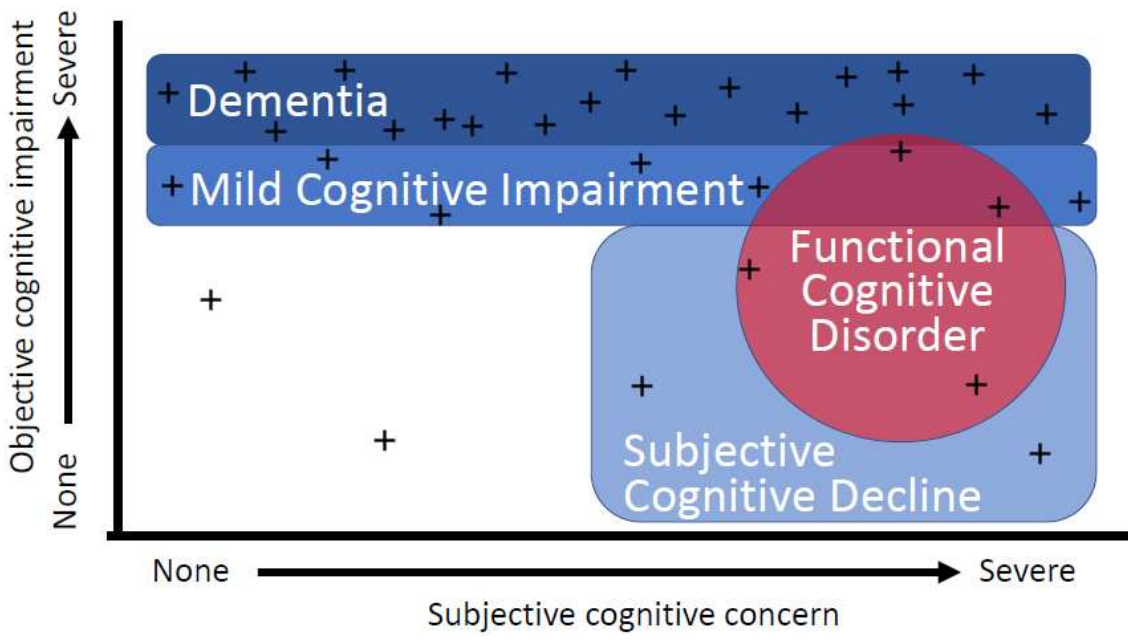 Objective cognitive impairment
Severe
None
Dementia
Mild Cognitive Impairment
Functional
Cognitive
Disorder
Subjective
Cognitive Decline
None
Severe
Subjective cognitive concern